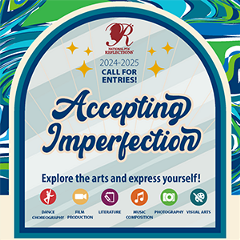 R
NATIONAL PTA
REFLECTIONS
2024-2025
CALL FOR
ENTRIES!
Accepting
Imperfection
Explore the arts and express yourself!
DANCE CHOREOGRAPHY FILM PRODUCTION LITERATURE MUSIC COMPOSITION PHOTOGRAPHY VISUAL ARTS